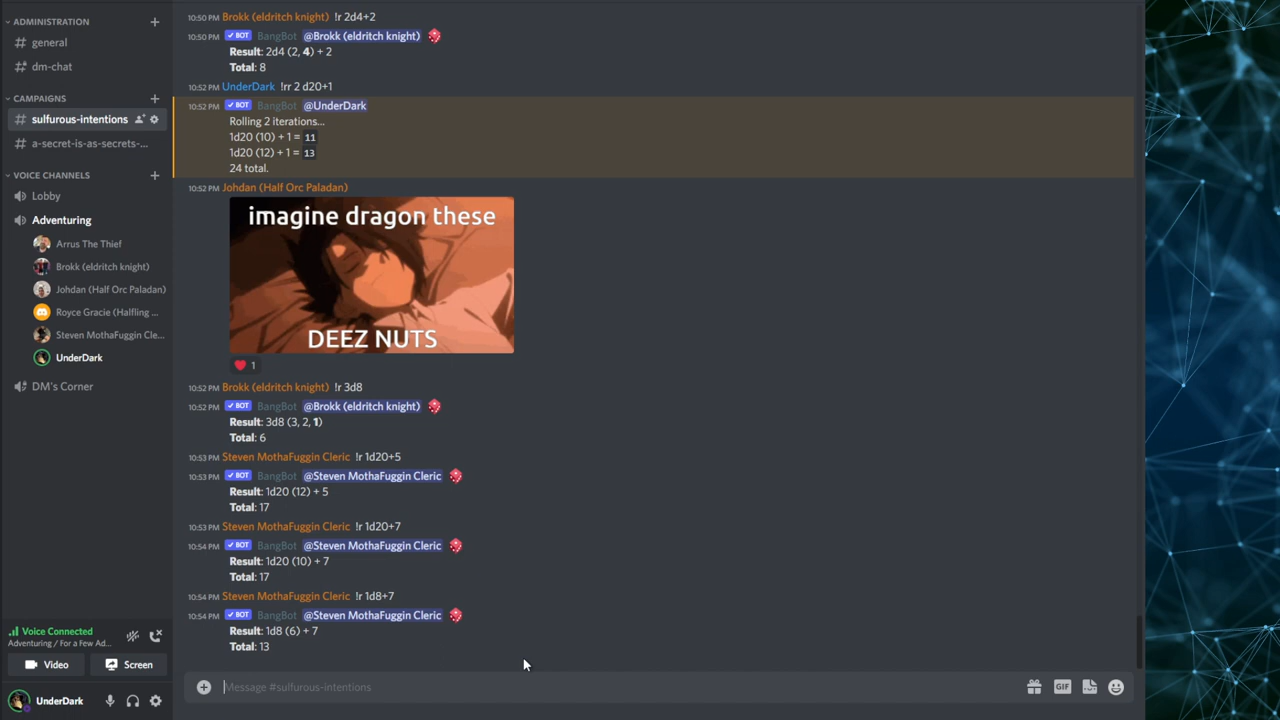 ADMINISTRATION
general
dm-chat
CAMPAIGNS
sulfurous-intentions
a-secret-is-as-secrets-...
VOICE CHANNELS
Lobby
Adventuring
Arrus The Thief
Brokk (eldritch knight)
Johdan (Half Orc Paladan)
Royce Gracie (Halfling ...
Steven MothaFuggin Cle...
UnderDark
DM's Corner
Voice Connected
Adventuring / For a Few Ad...
Video Screen
UnderDark
10:50 PM Brokk (eldritch knight) !r 2d4+2
10:50 PM BOT BangBot @Brokk (eldritch knight)
Result: 2d4 (2, 4) + 2
Total: 8
10:52 PM UnderDark !rr 2 d20+1
10:52 PM BOT BangBot @UnderDark
Rolling 2 iterations...
1d20 (10) + 1 = 11
1d20 (12) + 1 = 13
24 total.
10:52 PM Johdan (Half Orc Paladan)
imagine dragon these
DEEZ NUTS
1
10:52 PM Brokk (eldritch knight) !r 3d8
10:52 PM BOT BangBot @Brokk (eldritch knight)
Result: 3d8 (3, 2, 1)
Total: 6
10:53 PM Steven MothaFuggin Cleric !r 1d20+5
10:53 PM BOT BangBot @Steven MothaFuggin Cleric
Result: 1d20 (12) + 5
Total: 17
10:53 PM Steven MothaFuggin Cleric !r 1d20+7
10:54 PM BOT BangBot @Steven MothaFuggin Cleric
Result: 1d20 (10) + 7
Total: 17
10:54 PM Steven MothaFuggin Cleric !r 1d8+7
10:54 PM BOT BangBot @Steven MothaFuggin Cleric
Result: 1d8 (6) + 7
Total: 13
Message #sulfurous-intentions
GIF